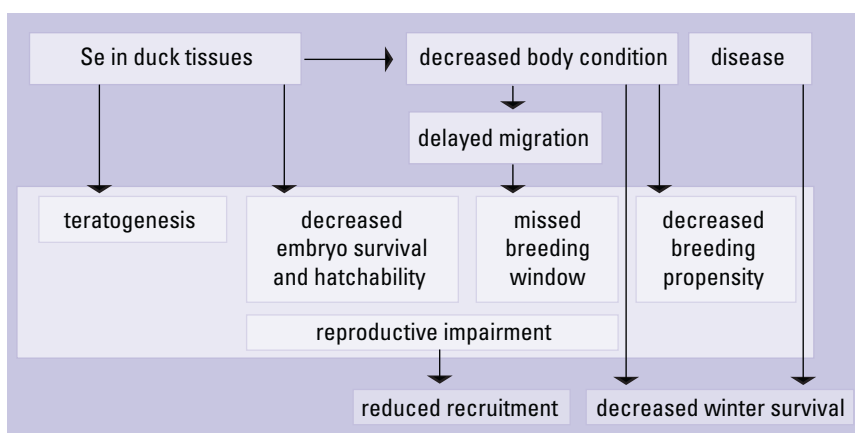 Se in duck tissues
decreased body condition
disease
delayed migration
teratogenesis
decreased
embryo survival
and hatchability
missed
breeding
window
decreased
breeding
propensity
reproductive impairment
reduced recruitment
decreased winter survival